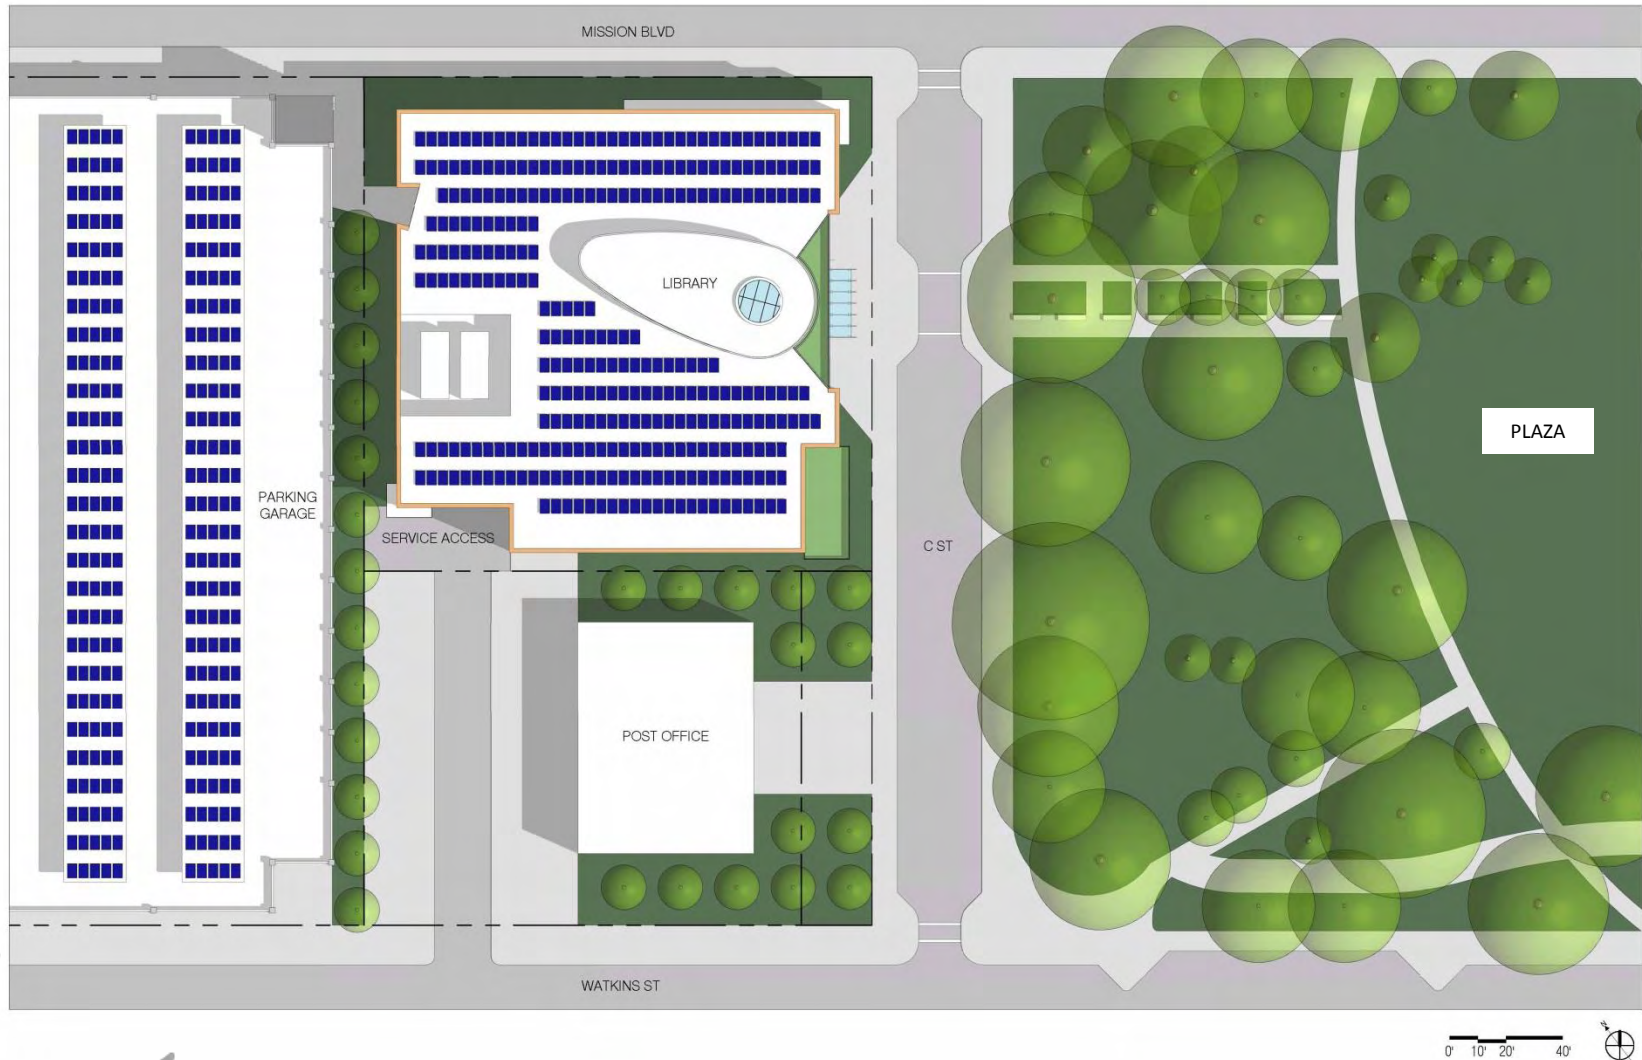 MISSION BLVD
LIBRARY
PLAZA
PARKING
GARAGE
SERVICE ACCESS
C ST
POST OFFICE
WATKINS ST
N
0' 10' 20' 40'